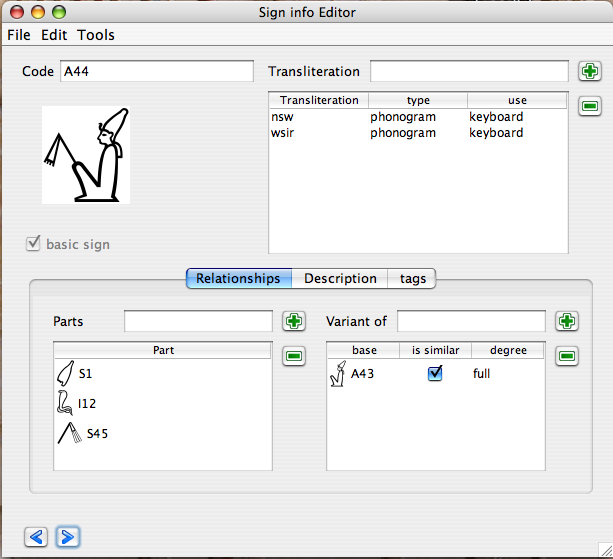 Sign info Editor
File Edit Tools
Code A44 Transliteration
Transliteration type use
nsw phonogram keyboard
wsir phonogram keyboard
basic sign
Relationships Description tags
Parts Variant of
Part base is similar degree
S1 A43 full
I12
S45